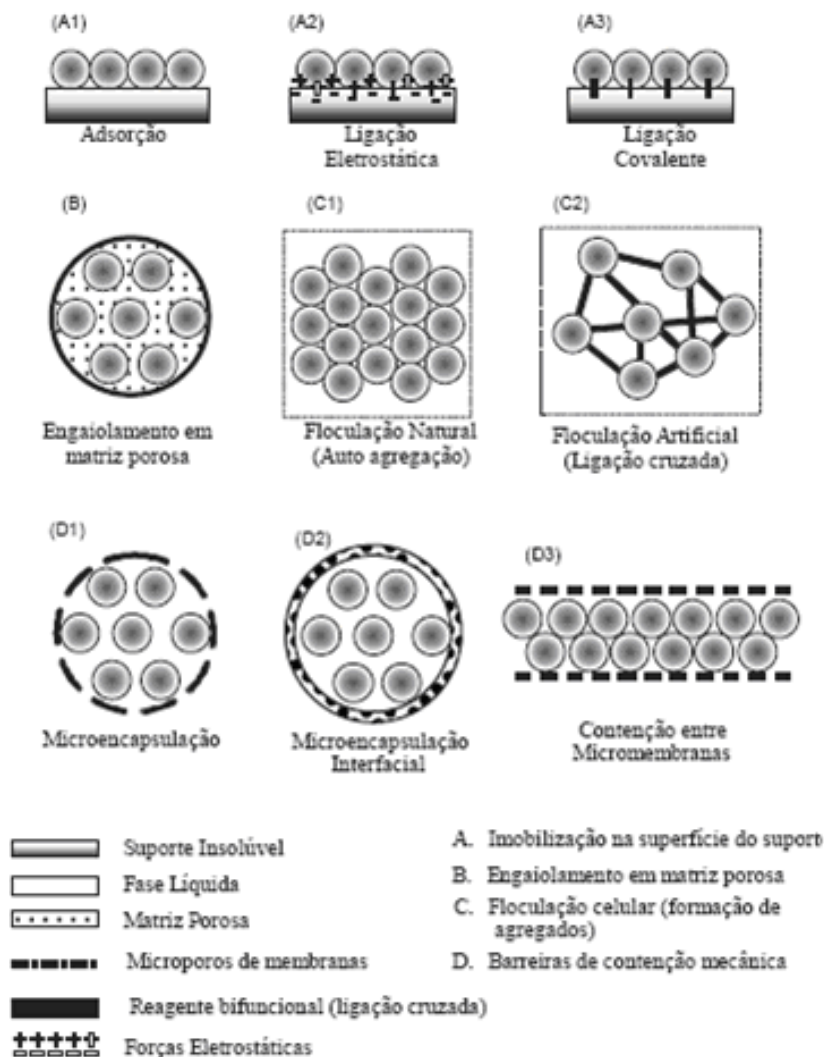 (A1)
(A2)
(A3)
Adsorção
Ligação
Eletrostática
Ligação
Covalente
(B)
(C1)
(C2)
Engaiolamento em
matriz porosa
Floculação Natural
(Auto agregação)
Floculação Artificial
(Ligação cruzada)
(D1)
(D2)
(D3)
Microencapsulação
Microencapsulação
Interfacial
Contenção entre
Micromembranas
Suporte Insolúvel
Fase Líquida
Matriz Porosa
Microporos de membranas
Reagente bifuncional (ligação cruzada)
Forças Eletrostáticas
A. Imobilização na superfície do suporte
B. Engaiolamento em matriz porosa
C. Floculação celular (formação de
agregados)
D. Barreiras de contenção mecânica